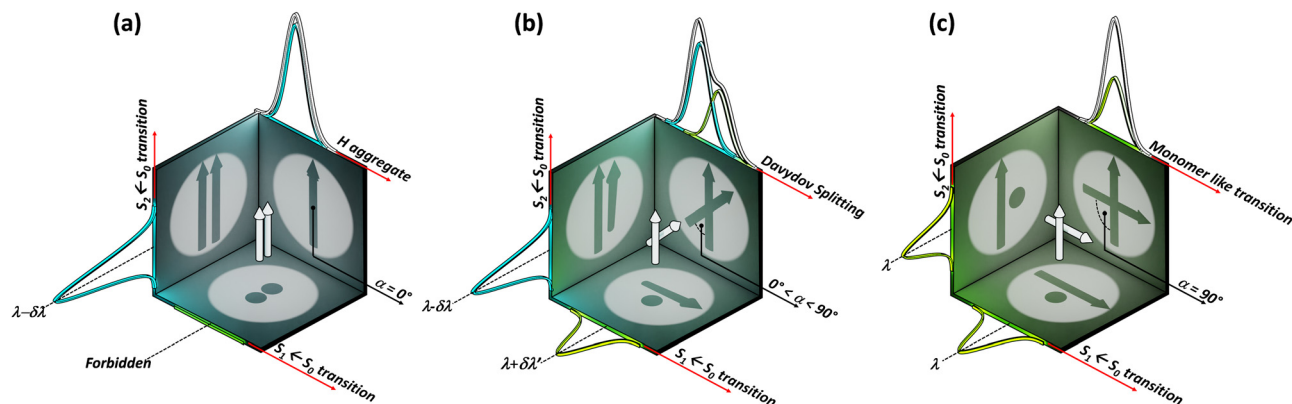 (a)
S₂ ← S₀ transition
H aggregate
α = 0°
λ−δλ
Forbidden
S₁ ← S₀ transition
(b)
S₂ ← S₀ transition
Davydov Splitting
0° < α < 90°
λ-δλ
λ+δλ'
S₁ ← S₀ transition
(c)
S₂ ← S₀ transition
Monomer like transition
α = 90°
λ
λ
S₁ ← S₀ transition